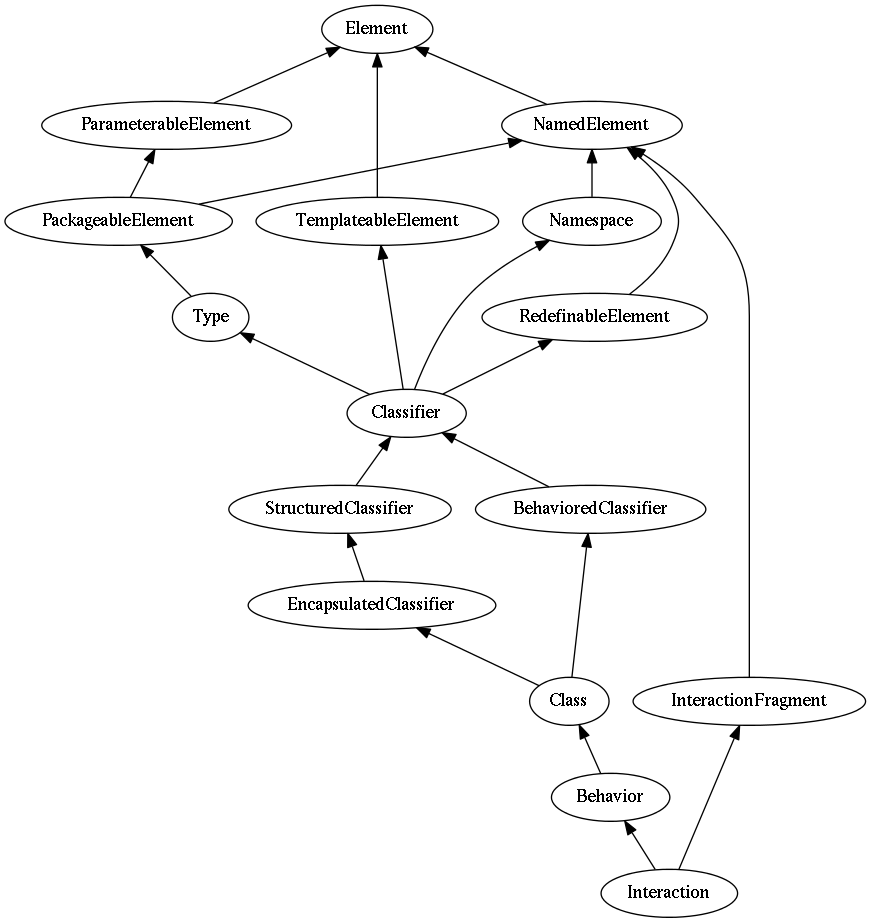 Element
ParameterableElement
NamedElement
PackageableElement
TemplateableElement
Namespace
Type
RedefinableElement
Classifier
StructuredClassifier
BehavioredClassifier
EncapsulatedClassifier
Class
InteractionFragment
Behavior
Interaction